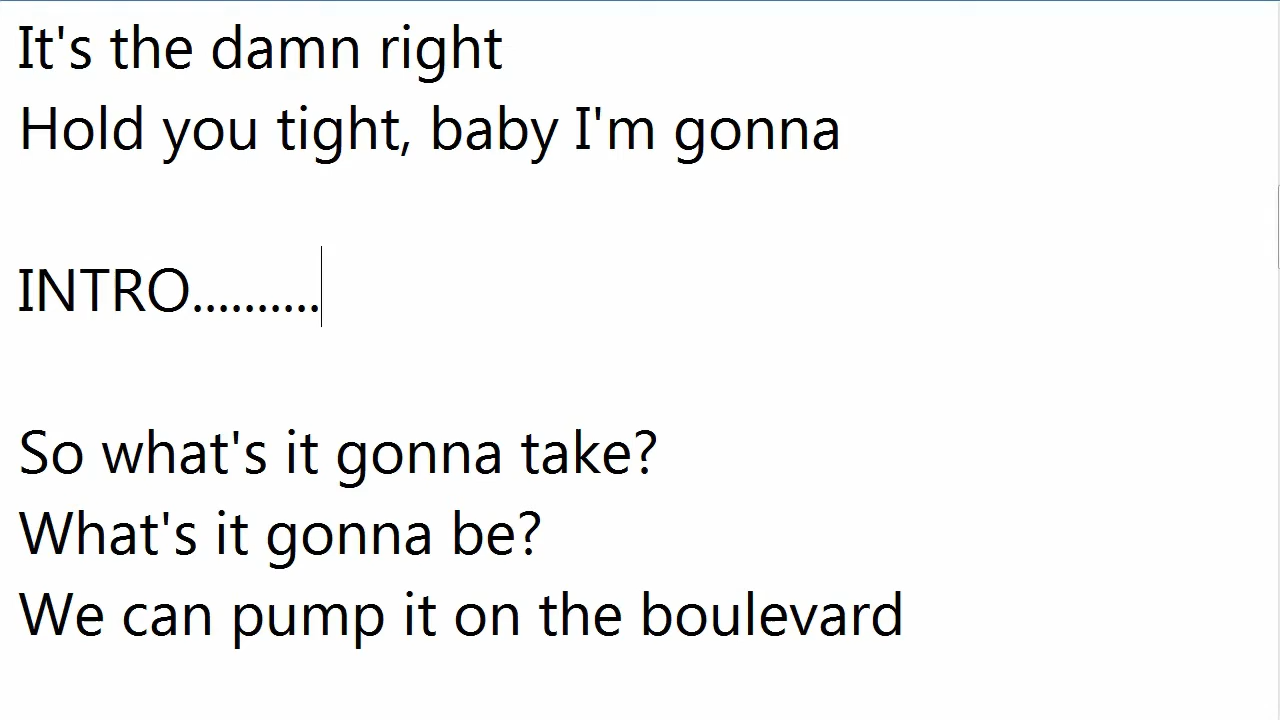 It's the damn right
Hold you tight, baby I'm gonna
INTRO..........
So what's it gonna take?
What's it gonna be?
We can pump it on the boulevard